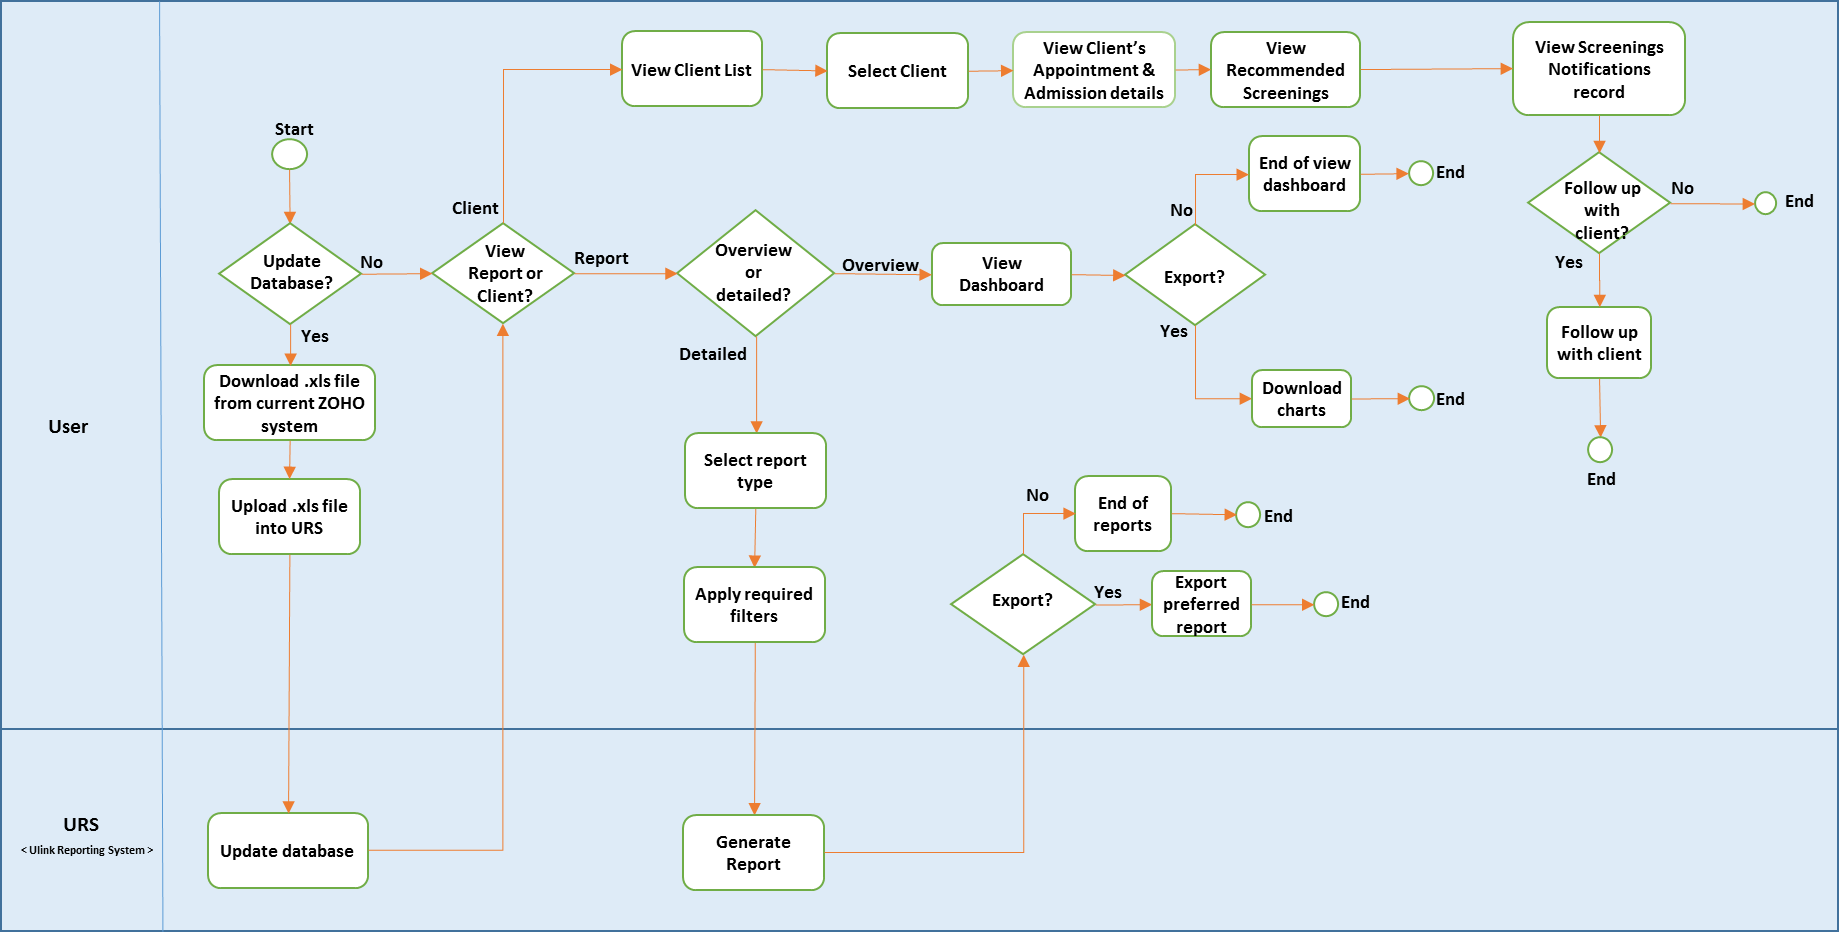 View Client List
Select Client
View Client’s
Appointment &
Admission details
View
Recommended
Screenings
View Screenings
Notifications
record
Start
End of view
dashboard
End
Follow up
with
client?
No
End
Yes
Follow up
with client
End
Client
Update
Database?
No
View
Report or
Client?
Report
Overview
or
detailed?
Overview
View
Dashboard
Export?
No
Yes
Download
charts
End
Yes
Detailed
Download .xls file
from current ZOHO
system
User
Upload .xls file
into URS
Select report
type
Apply required
filters
No
End of
reports
End
Export?
Yes
Export
preferred
report
End
URS
< Ulink Reporting System >
Update database
Generate
Report